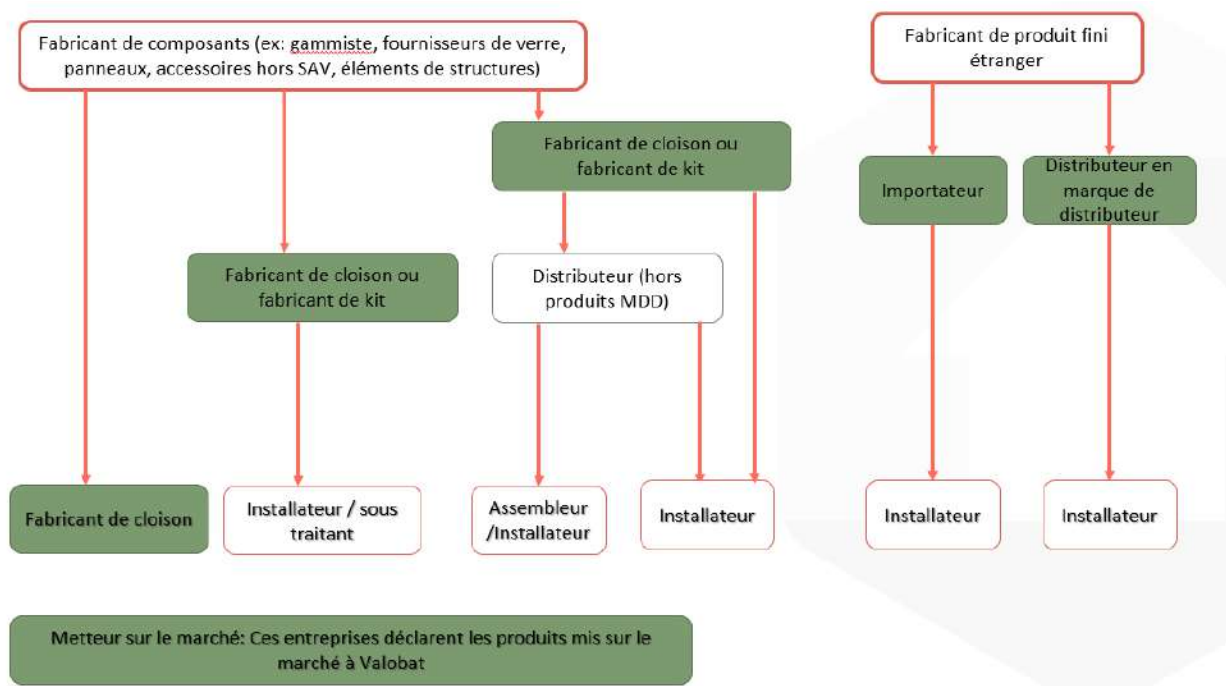 Fabricant de composants (ex: gammiste, fournisseurs de verre,
panneaux, accessoires hors SAV, éléments de structures)
Fabricant de produit fini
étranger
Fabricant de cloison ou
fabricant de kit
Importateur
Distributeur en
marque de
distributeur
Fabricant de cloison ou
fabricant de kit
Distributeur (hors
produits MDD)
Fabricant de cloison
Installateur / sous
traitant
Assembleur
/Installateur
Installateur
Installateur
Installateur
Metteur sur le marché: Ces entreprises déclarent les produits mis sur le
marché à Valobat